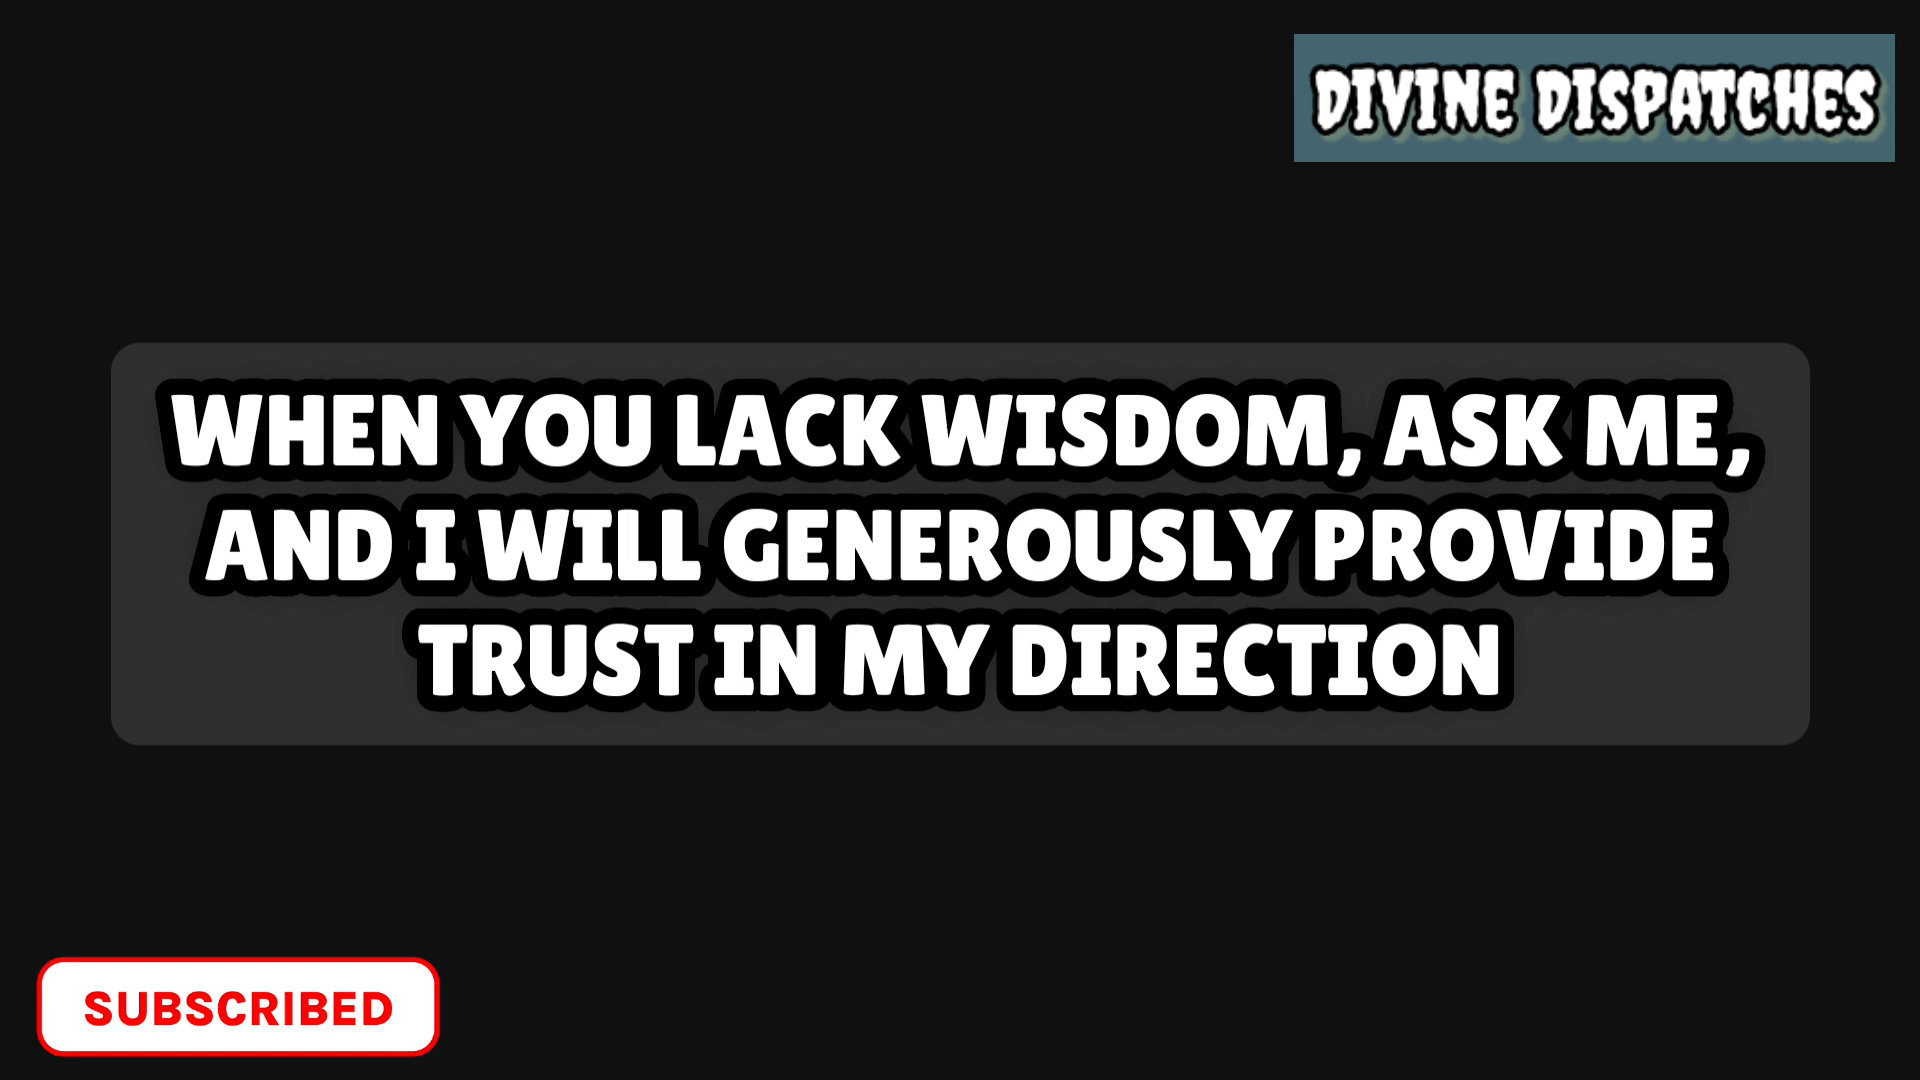 DIVINE DISPATCHES
WHEN YOU LACK WISDOM, ASK ME,
AND I WILL GENEROUSLY PROVIDE
TRUST IN MY DIRECTION
SUBSCRIBED